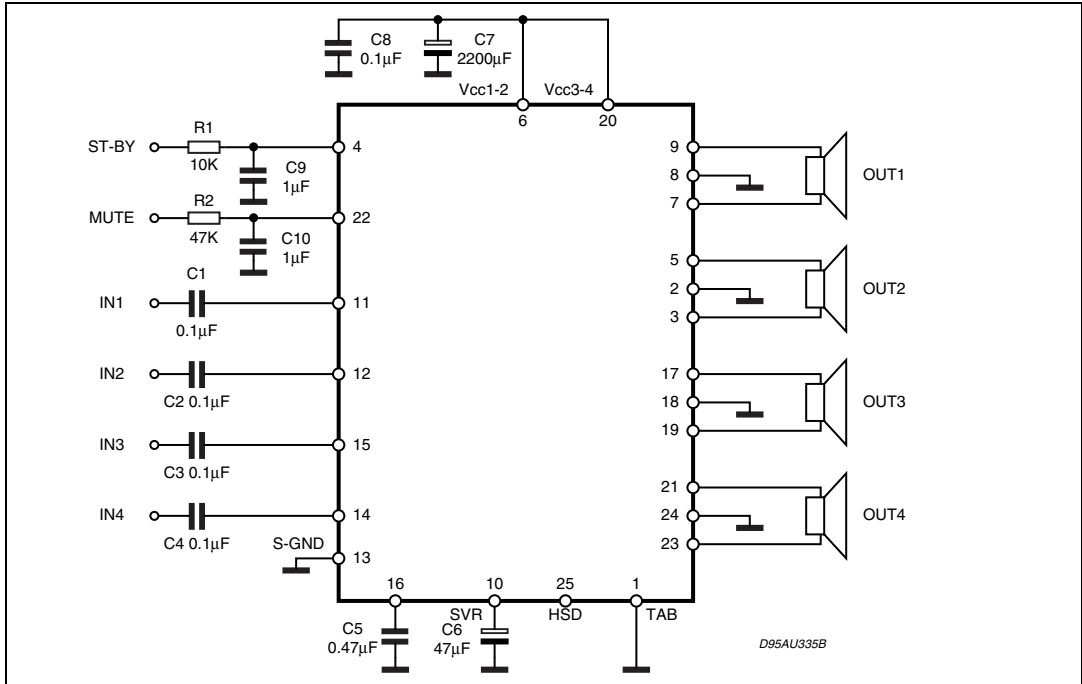 C8
0.1µF
C7
2200µF
Vcc1-2
Vcc3-4
6
20
ST-BY
R1
10K
C9
1µF
4
MUTE
R2
47K
C10
1µF
22
IN1
C1
0.1µF
11
IN2
C2 0.1µF
12
IN3
C3 0.1µF
15
IN4
C4 0.1µF
14
S-GND
13
9
8
7
OUT1
5
2
3
OUT2
17
18
19
OUT3
21
24
23
OUT4
16
10
25
1
SVR
HSD
TAB
C5
0.47µF
C6
47µF
D95AU335B